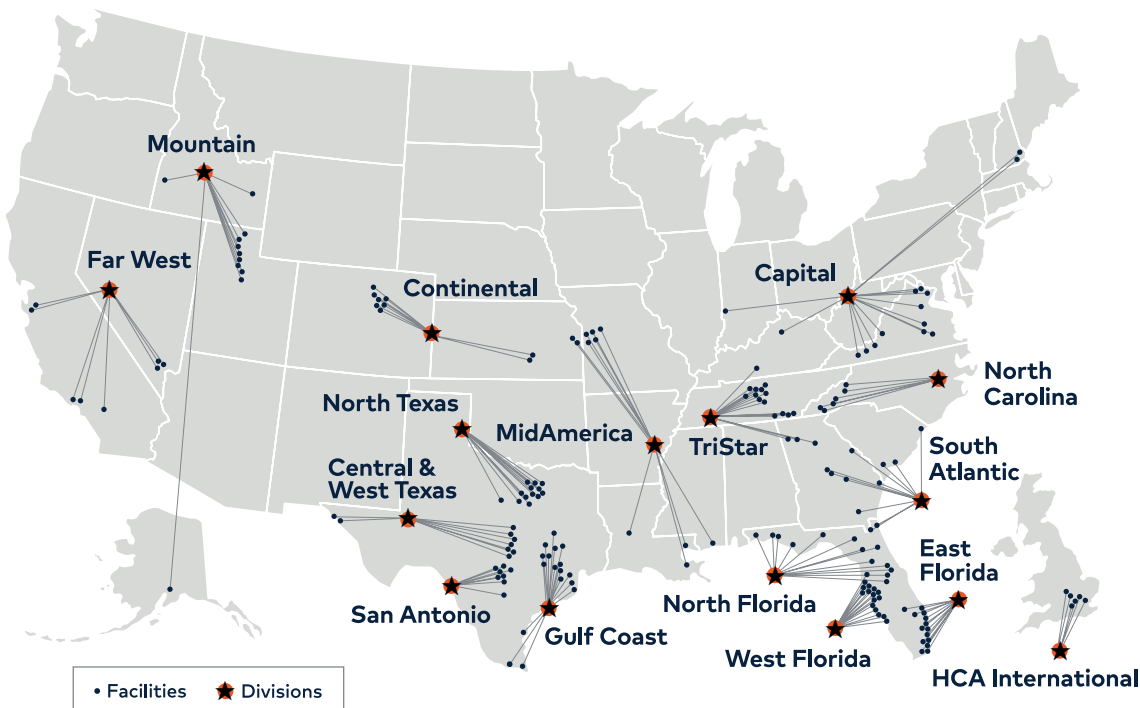 Mountain
Far West
Continental
Capital
North
Carolina
North Texas
MidAmerica
TriStar
South
Atlantic
Central &
West Texas
East
Florida
San Antonio
Gulf Coast
North Florida
West Florida
HCA International
Facilities
Divisions